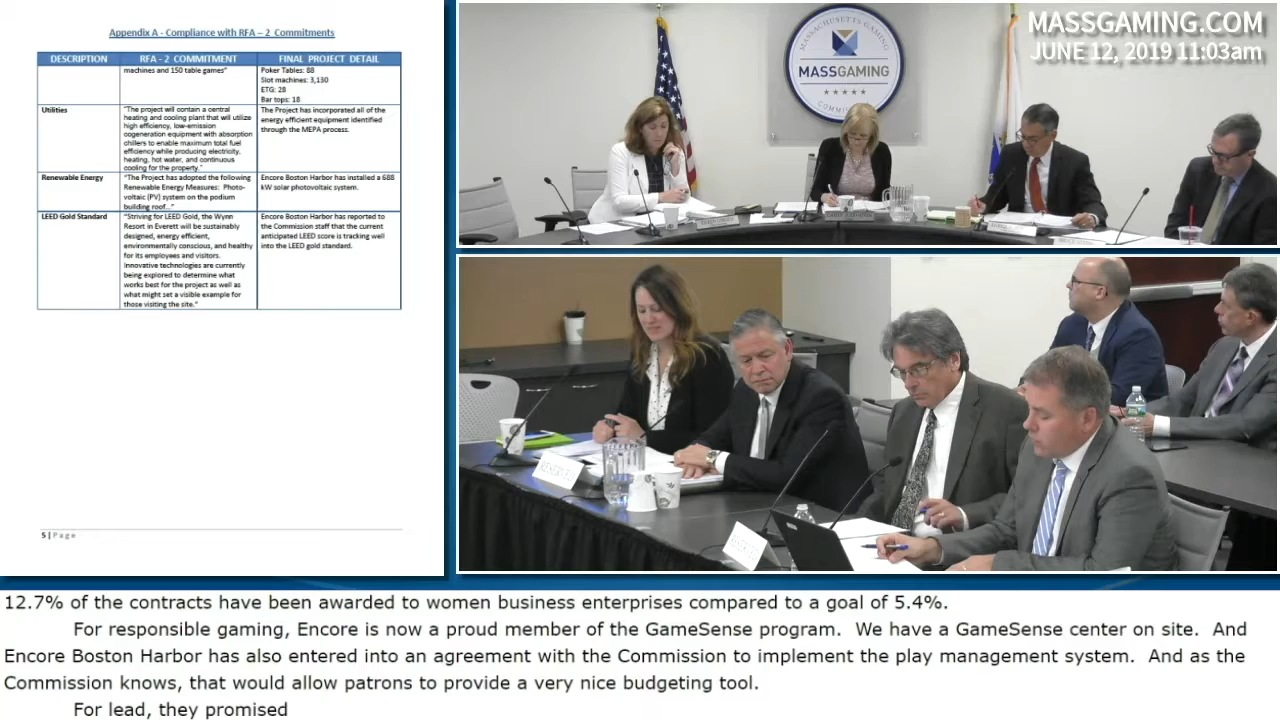 Appendix A - Compliance with RFA – 2 Commitments
DESCRIPTION
RFA - 2 COMMITMENT
FINAL PROJECT DETAIL
machines and 150 table games"
Poker Tables: 88
Slot machines: 3,130
ETG: 28
Bar tops: 18
Utilities
"The project will contain a central
heating and cooling plant that will utilize
high efficiency, low-emission
cogeneration equipment with absorption
chillers to enable maximum total fuel
efficiency while producing electricity,
heating, hot water, and continuous
cooling for the property."
The Project has incorporated all of the
energy efficient equipment identified
through the MEPA process.
Renewable Energy
"The Project has adopted the following
Renewable Energy Measures: Photo-
voltaic (PV) system on the podium
building roof..."
Encore Boston Harbor has installed a 688
kW solar photovoltaic system.
LEED Gold Standard
"Striving for LEED Gold, the Wynn
Resort in Everett will be sustainably
designed, energy efficient,
environmentally conscious, and healthy
for its employees and visitors.
Innovative technologies are currently
being explored to determine what
works best for the project as well as
what might set a visible example for
those visiting the site."
Encore Boston Harbor has reported to
the Commission staff that the current
anticipated LEED score is tracking well
into the LEED gold standard.
5 | Page
MASSACHUSETTS GAMING
MASSGAMING
COMMISSION
MASSGAMING.COM
JUNE 12, 2019 11:03am
RESERVED
12.7% of the contracts have been awarded to women business enterprises compared to a goal of 5.4%.
For responsible gaming, Encore is now a proud member of the GameSense program. We have a GameSense center on site. And
Encore Boston Harbor has also entered into an agreement with the Commission to implement the play management system. And as the
Commission knows, that would allow patrons to provide a very nice budgeting tool.
For lead, they promised